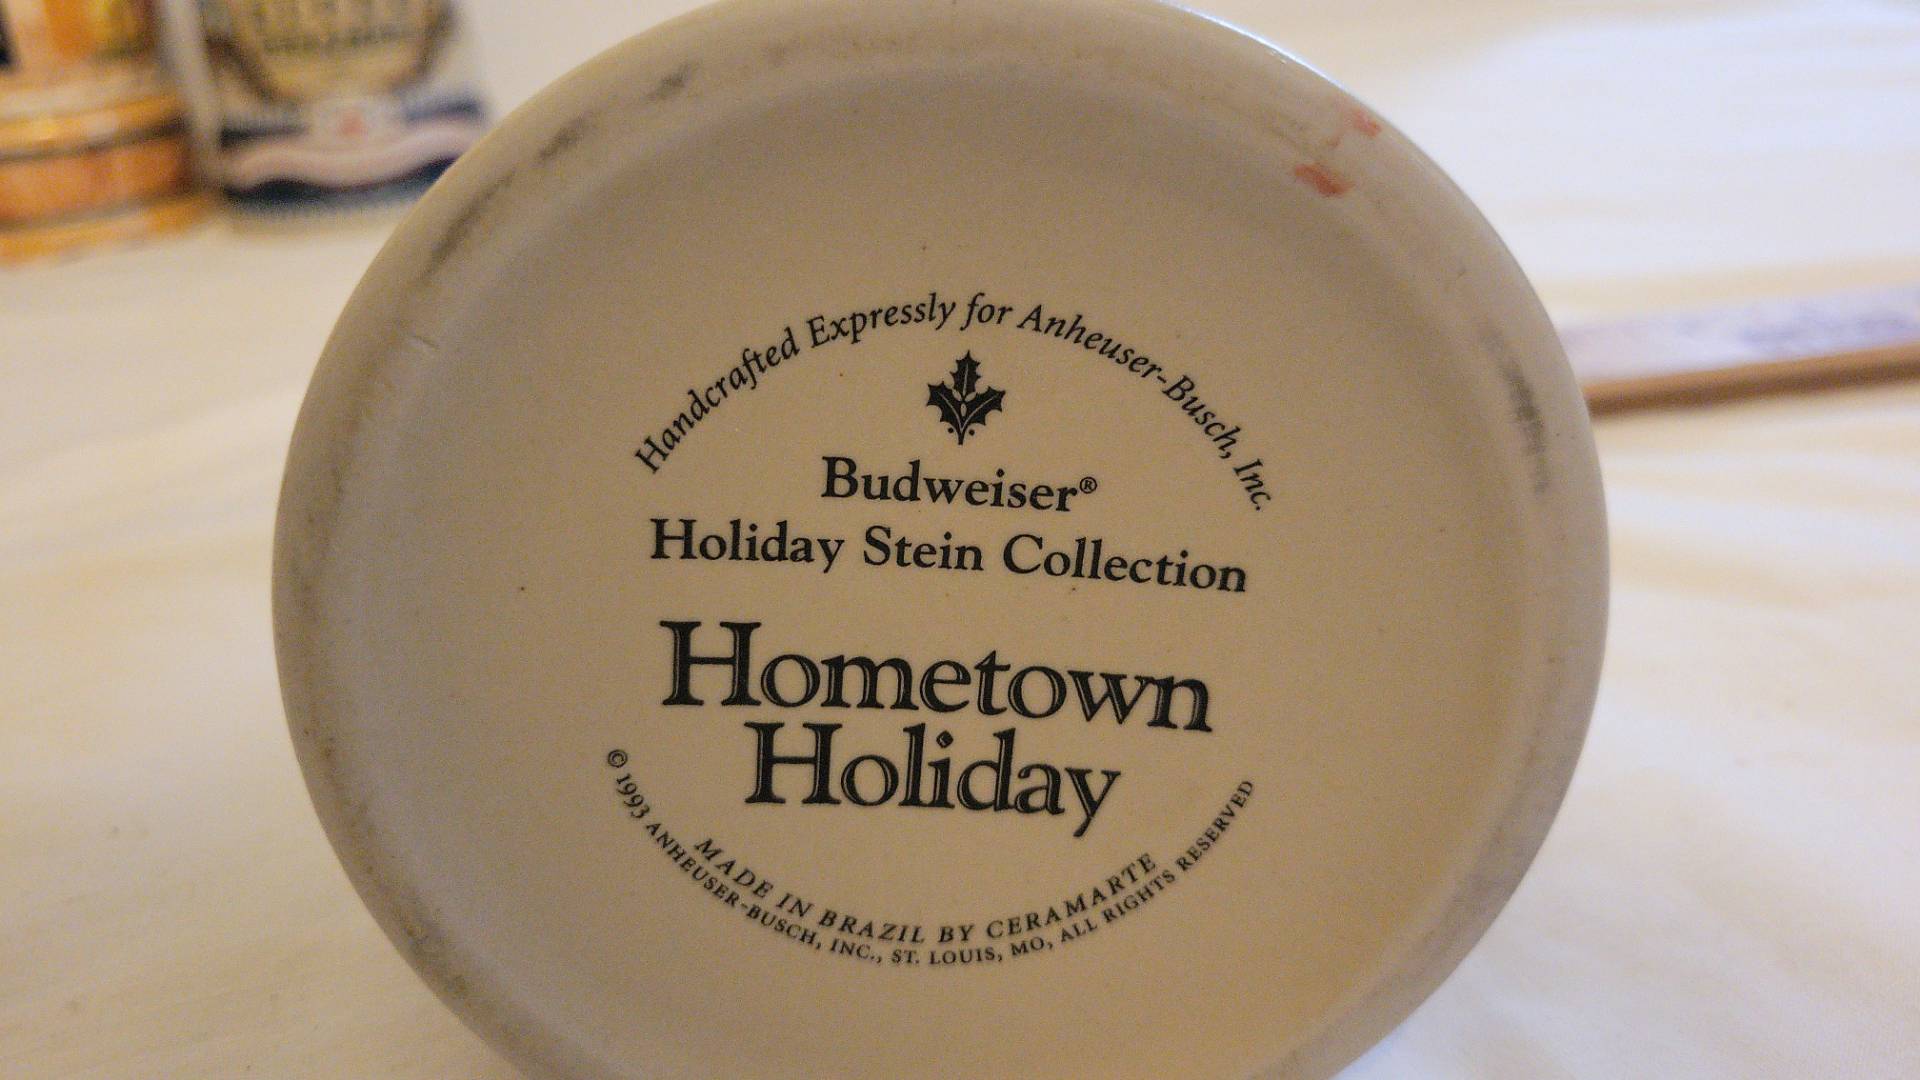 Handcrafted Expressly for Anheuser-Busch, Inc.
Budweiser®
Holiday Stein Collection
Hometown
Holiday
MADE IN BRAZIL BY CERAMARTE
© 1993 ANHEUSER-BUSCH, INC., ST. LOUIS, MO, ALL RIGHTS RESERVED